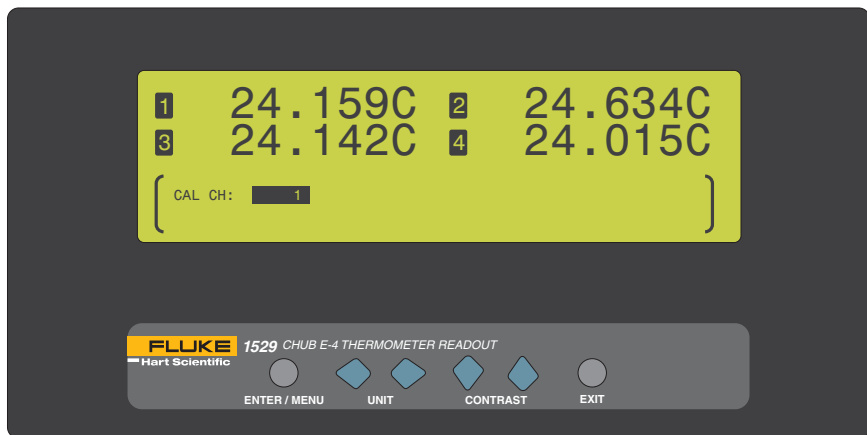 1 24.159C 2 24.634C
3 24.142C 4 24.015C
CAL CH: 1
FLUKE 1529 CHUB E-4 THERMOMETER READOUT
Hart Scientific
ENTER / MENU UNIT CONTRAST EXIT